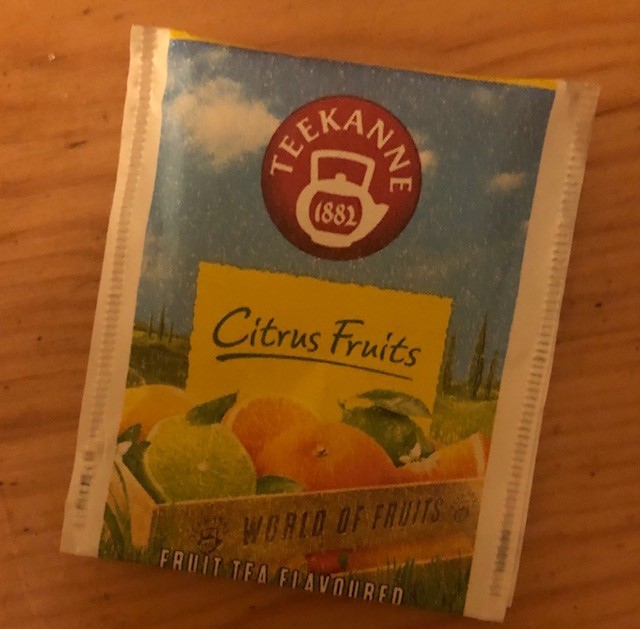 TEEKANNE
1882
Citrus Fruits
WORLD OF FRUITS
FRUIT TEA FLAVOURED